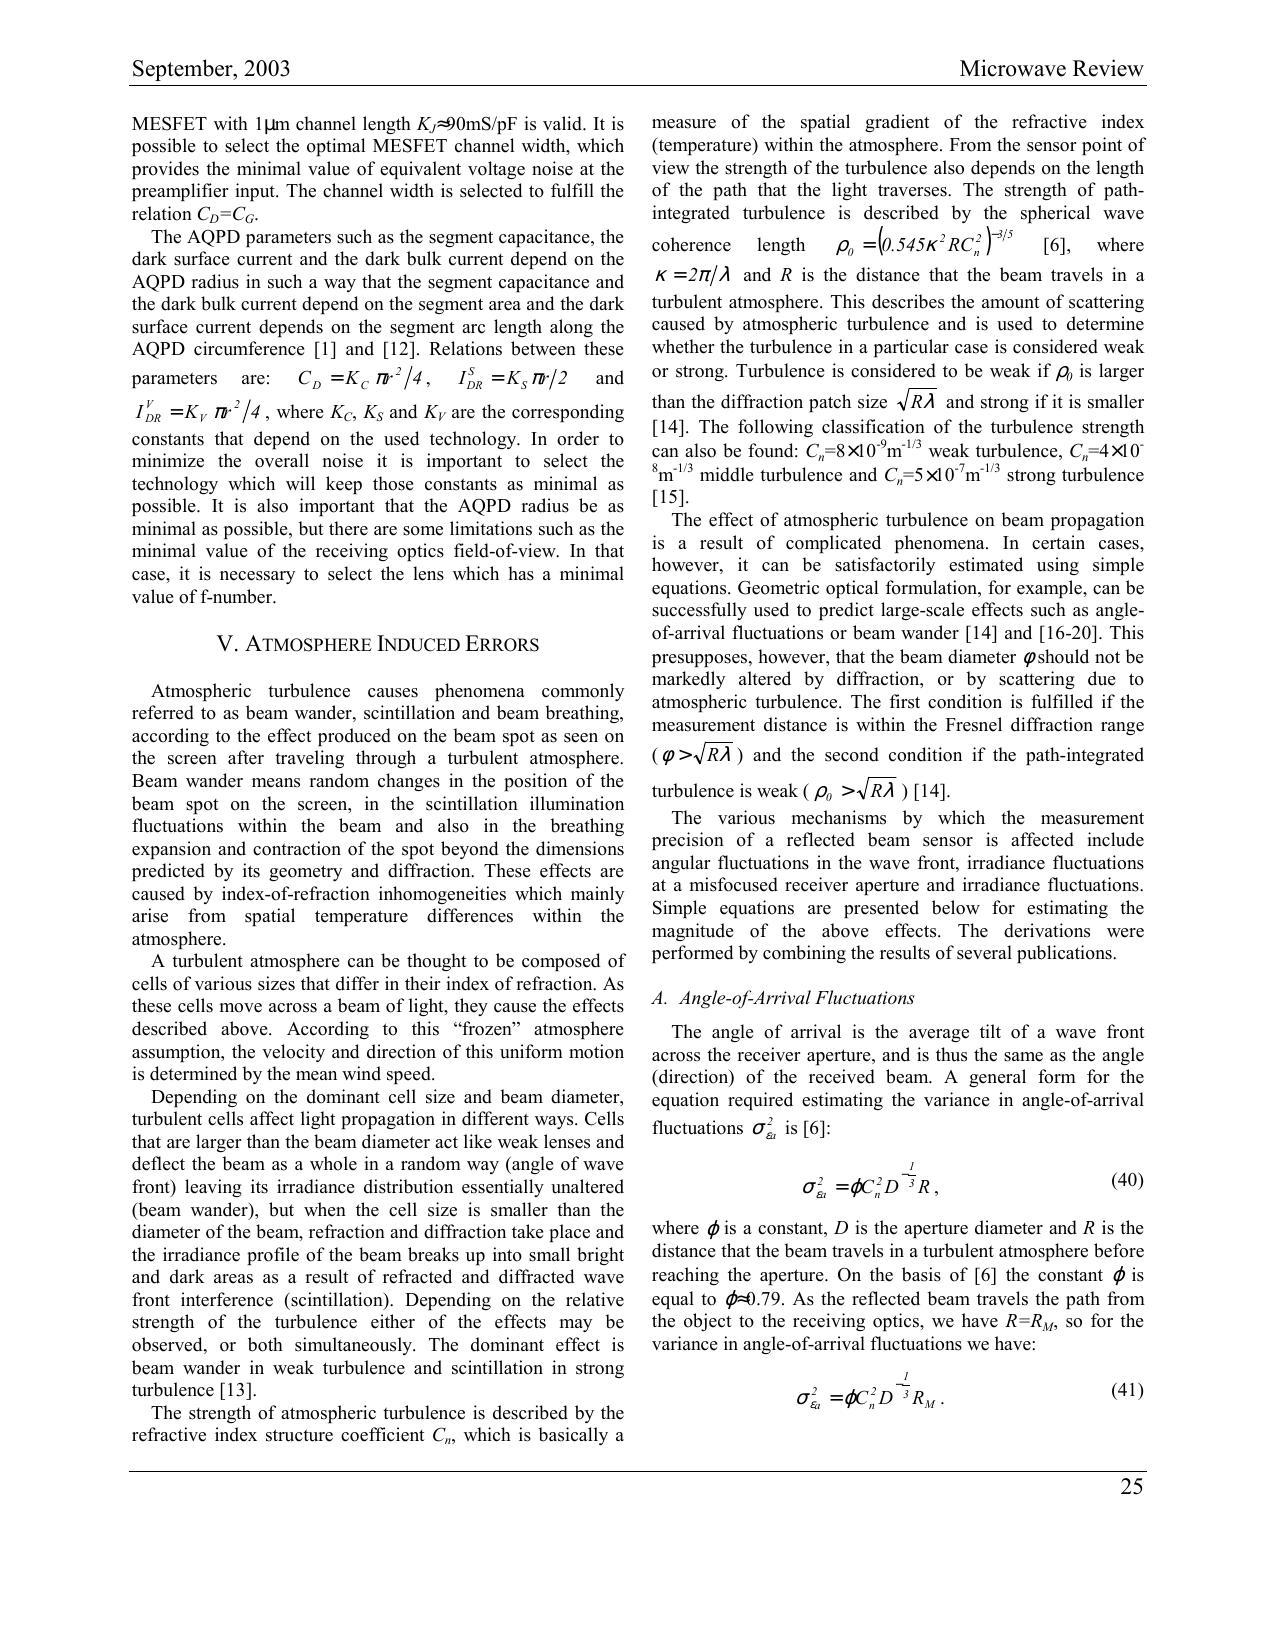 September, 2003
Microwave Review
MESFET with 1µm channel length K_J≈90mS/pF is valid. It is
possible to select the optimal MESFET channel width, which
provides the minimal value of equivalent voltage noise at the
preamplifier input. The channel width is selected to fulfill the
relation C_D=C_G.
The AQPD parameters such as the segment capacitance, the
dark surface current and the dark bulk current depend on the
AQPD radius in such a way that the segment capacitance and
the dark bulk current depend on the segment area and the dark
surface current depends on the segment arc length along the
AQPD circumference [1] and [12]. Relations between these
parameters are: C_D = K_C πr^2/4, I_DR^S = K_S πr/2 and
I_DR^V = K_V πr^2/4, where K_C, K_S and K_V are the corresponding
constants that depend on the used technology. In order to
minimize the overall noise it is important to select the
technology which will keep those constants as minimal as
possible. It is also important that the AQPD radius be as
minimal as possible, but there are some limitations such as the
minimal value of the receiving optics field-of-view. In that
case, it is necessary to select the lens which has a minimal
value of f-number.
V. ATMOSPHERE INDUCED ERRORS
Atmospheric turbulence causes phenomena commonly
referred to as beam wander, scintillation and beam breathing,
according to the effect produced on the beam spot as seen on
the screen after traveling through a turbulent atmosphere.
Beam wander means random changes in the position of the
beam spot on the screen, in the scintillation illumination
fluctuations within the beam and also in the breathing
expansion and contraction of the spot beyond the dimensions
predicted by its geometry and diffraction. These effects are
caused by index-of-refraction inhomogeneities which mainly
arise from spatial temperature differences within the
atmosphere.
A turbulent atmosphere can be thought to be composed of
cells of various sizes that differ in their index of refraction. As
these cells move across a beam of light, they cause the effects
described above. According to this “frozen” atmosphere
assumption, the velocity and direction of this uniform motion
is determined by the mean wind speed.
Depending on the dominant cell size and beam diameter,
turbulent cells affect light propagation in different ways. Cells
that are larger than the beam diameter act like weak lenses and
deflect the beam as a whole in a random way (angle of wave
front) leaving its irradiance distribution essentially unaltered
(beam wander), but when the cell size is smaller than the
diameter of the beam, refraction and diffraction take place and
the irradiance profile of the beam breaks up into small bright
and dark areas as a result of refracted and diffracted wave
front interference (scintillation). Depending on the relative
strength of the turbulence either of the effects may be
observed, or both simultaneously. The dominant effect is
beam wander in weak turbulence and scintillation in strong
turbulence [13].
The strength of atmospheric turbulence is described by the
refractive index structure coefficient C_n, which is basically a
measure of the spatial gradient of the refractive index
(temperature) within the atmosphere. From the sensor point of
view the strength of the turbulence also depends on the length
of the path that the light traverses. The strength of path-
integrated turbulence is described by the spherical wave
coherence length ρ_0 = (0.545κ^2 RC_n^2)^{-3/5} [6], where
κ = 2π/λ and R is the distance that the beam travels in a
turbulent atmosphere. This describes the amount of scattering
caused by atmospheric turbulence and is used to determine
whether the turbulence in a particular case is considered weak
or strong. Turbulence is considered to be weak if ρ_0 is larger
than the diffraction patch size √(Rλ) and strong if it is smaller
[14]. The following classification of the turbulence strength
can also be found: C_n=8×10^{-9}m^{-1/3} weak turbulence, C_n=4×10^-
^8m^{-1/3} middle turbulence and C_n=5×10^{-7}m^{-1/3} strong turbulence
[15].
The effect of atmospheric turbulence on beam propagation
is a result of complicated phenomena. In certain cases,
however, it can be satisfactorily estimated using simple
equations. Geometric optical formulation, for example, can be
successfully used to predict large-scale effects such as angle-
of-arrival fluctuations or beam wander [14] and [16-20]. This
presupposes, however, that the beam diameter φ should not be
markedly altered by diffraction, or by scattering due to
atmospheric turbulence. The first condition is fulfilled if the
measurement distance is within the Fresnel diffraction range
(φ > √(Rλ)) and the second condition if the path-integrated
turbulence is weak (ρ_0 > √(Rλ)) [14].
The various mechanisms by which the measurement
precision of a reflected beam sensor is affected include
angular fluctuations in the wave front, irradiance fluctuations
at a misfocused receiver aperture and irradiance fluctuations.
Simple equations are presented below for estimating the
magnitude of the above effects. The derivations were
performed by combining the results of several publications.
A. Angle-of-Arrival Fluctuations
The angle of arrival is the average tilt of a wave front
across the receiver aperture, and is thus the same as the angle
(direction) of the received beam. A general form for the
equation required estimating the variance in angle-of-arrival
fluctuations σ_εa^2 is [6]:
σ_εa^2 = ϕC_n^2 D^{-1/3} R, (40)
where ϕ is a constant, D is the aperture diameter and R is the
distance that the beam travels in a turbulent atmosphere before
reaching the aperture. On the basis of [6] the constant ϕ is
equal to ϕ≈0.79. As the reflected beam travels the path from
the object to the receiving optics, we have R=R_M, so for the
variance in angle-of-arrival fluctuations we have:
σ_εa^2 = ϕC_n^2 D^{-1/3} R_M. (41)
25